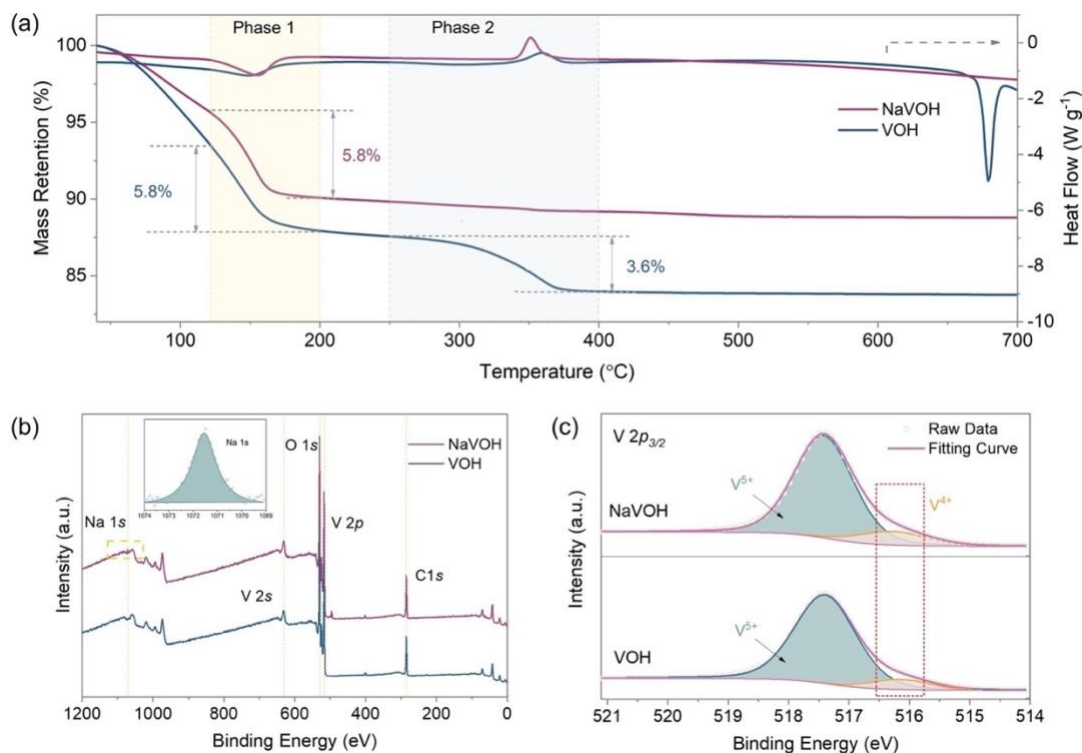 (a)
Phase 1
Phase 2
100
95
90
85
Mass Retention (%)
5.8%
5.8%
3.6%
NaVOH
VOH
0
-2
-4
-6
-8
-10
Heat Flow (W g⁻¹)
100 200 300 400 500 600 700
Temperature (°C)
(b)
Na 1s
1074 1073 1072 1071 1070 1069
O 1s
NaVOH
VOH
Na 1s
V 2p
V 2s
C1s
Intensity (a.u.)
1200 1000 800 600 400 200 0
Binding Energy (eV)
(c)
V 2p3/2
Raw Data
Fitting Curve
V⁵⁺
V⁴⁺
NaVOH
V⁵⁺
VOH
Intensity (a.u.)
521 520 519 518 517 516 515 514
Binding Energy (eV)